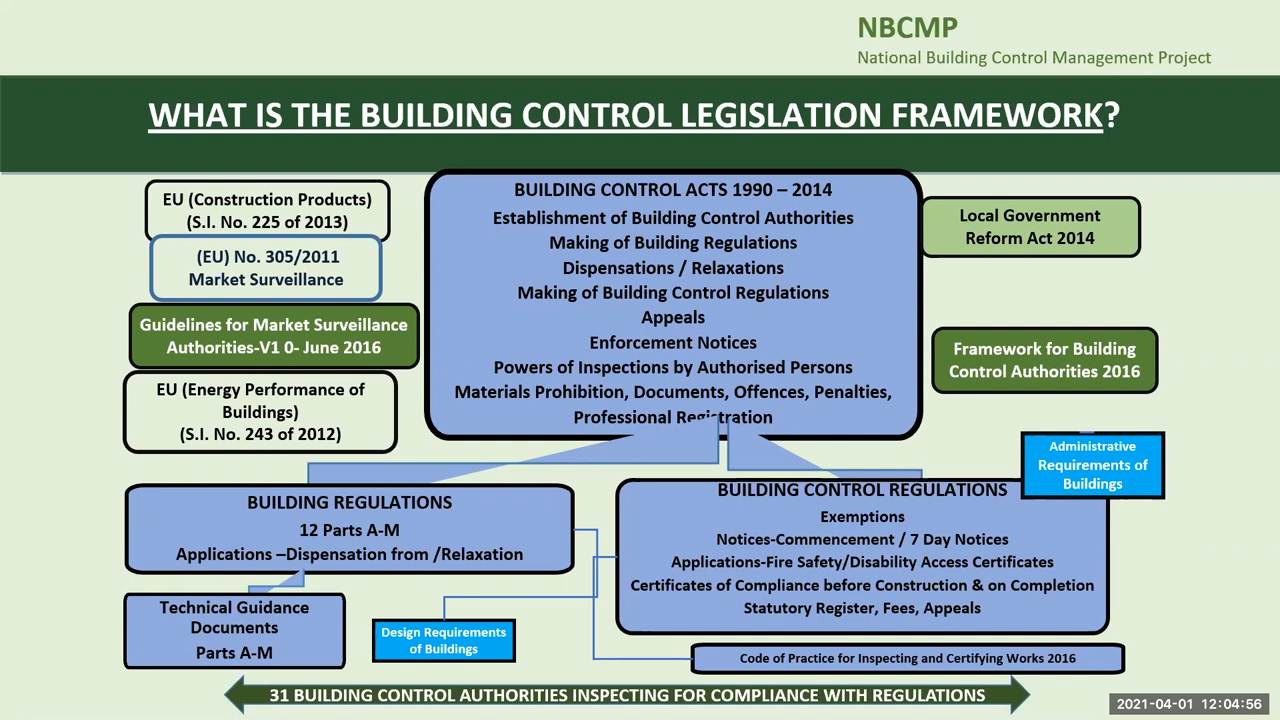 NBCMP
National Building Control Management Project
WHAT IS THE BUILDING CONTROL LEGISLATION FRAMEWORK?
EU (Construction Products)
(S.I. No. 225 of 2013)
(EU) No. 305/2011
Market Surveillance
Guidelines for Market Surveillance
Authorities-V1 0- June 2016
EU (Energy Performance of
Buildings)
(S.I. No. 243 of 2012)
BUILDING CONTROL ACTS 1990 – 2014
Establishment of Building Control Authorities
Making of Building Regulations
Dispensations / Relaxations
Making of Building Control Regulations
Appeals
Enforcement Notices
Powers of Inspections by Authorised Persons
Materials Prohibition, Documents, Offences, Penalties,
Professional Registration
Local Government
Reform Act 2014
Framework for Building
Control Authorities 2016
Administrative
Requirements of
Buildings
BUILDING REGULATIONS
12 Parts A-M
Applications –Dispensation from /Relaxation
BUILDING CONTROL REGULATIONS
Exemptions
Notices-Commencement / 7 Day Notices
Applications-Fire Safety/Disability Access Certificates
Certificates of Compliance before Construction & on Completion
Statutory Register, Fees, Appeals
Technical Guidance
Documents
Parts A-M
Design Requirements
of Buildings
Code of Practice for Inspecting and Certifying Works 2016
31 BUILDING CONTROL AUTHORITIES INSPECTING FOR COMPLIANCE WITH REGULATIONS
2021-04-01 12:04:56